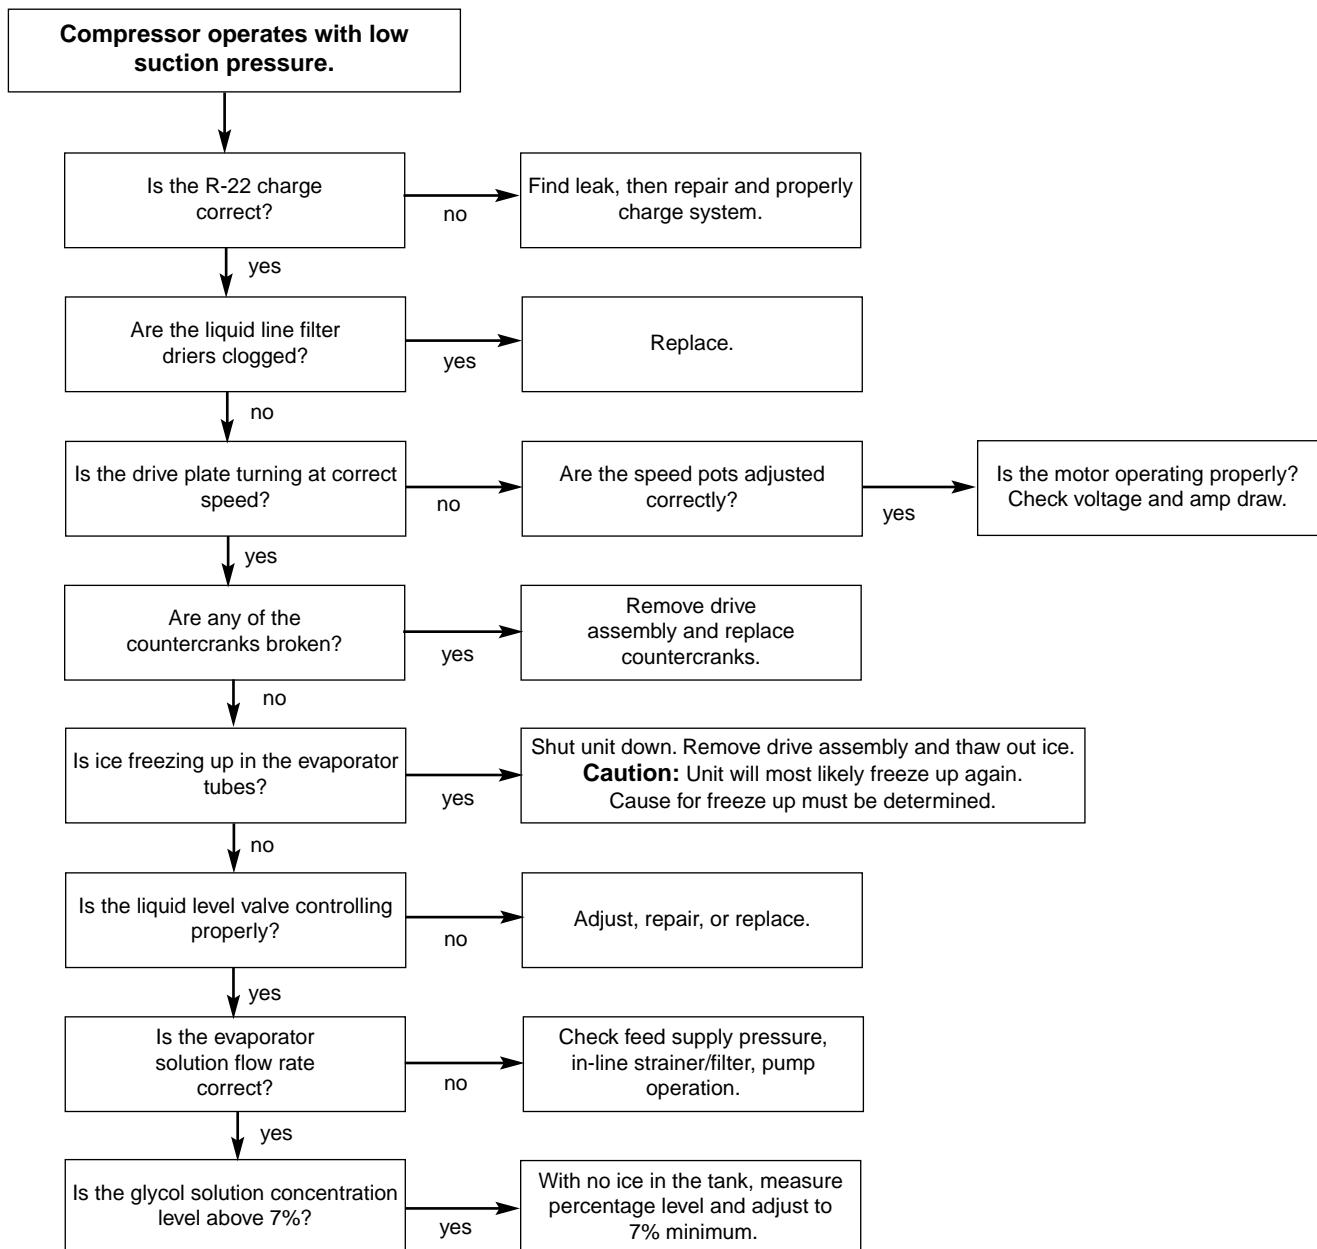 Compressor operates with low
suction pressure.
Is the R-22 charge
correct?
no
Find leak, then repair and properly
charge system.
yes
Are the liquid line filter
driers clogged?
yes
Replace.
no
Is the drive plate turning at correct
speed?
no
Are the speed pots adjusted
correctly?
yes
Is the motor operating properly?
Check voltage and amp draw.
yes
Are any of the
countercranks broken?
yes
Remove drive
assembly and replace
countercranks.
no
Is ice freezing up in the evaporator
tubes?
yes
Shut unit down. Remove drive assembly and thaw out ice.
Caution: Unit will most likely freeze up again.
Cause for freeze up must be determined.
no
Is the liquid level valve controlling
properly?
no
Adjust, repair, or replace.
yes
Is the evaporator
solution flow rate
correct?
no
Check feed supply pressure,
in-line strainer/filter, pump
operation.
yes
Is the glycol solution concentration
level above 7%?
yes
With no ice in the tank, measure
percentage level and adjust to
7% minimum.